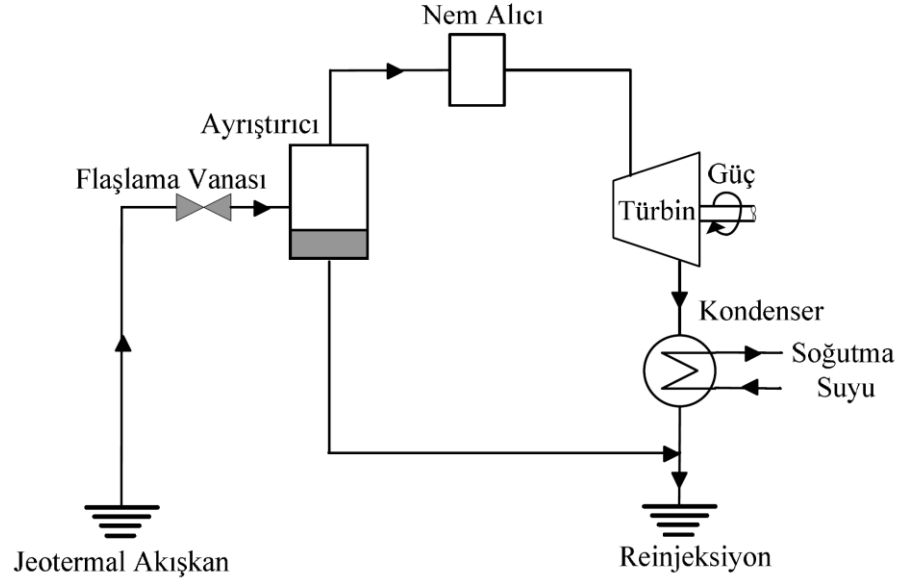 Nem Alıcı
Ayrıştırıcı
Flaşlama Vanası
Güç
Türbin
Kondenser
Soğutma
Suyu
Jeotermal Akışkan
Reinjeksiyon